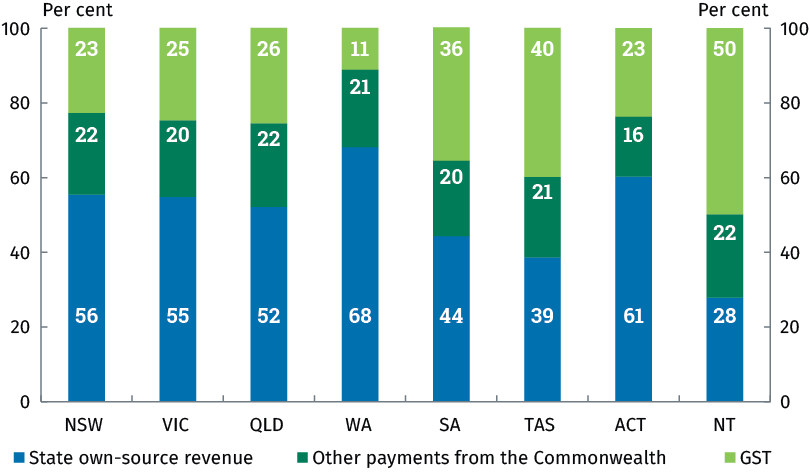 Per cent Per cent
100 23 25 26 11 36 40 23 50 100
80 21 80
22 20 22 20 21 16
60 22 60
40 40
20 56 55 52 68 44 39 61 28 20
0 0
NSW VIC QLD WA SA TAS ACT NT
State own-source revenue Other payments from the Commonwealth GST